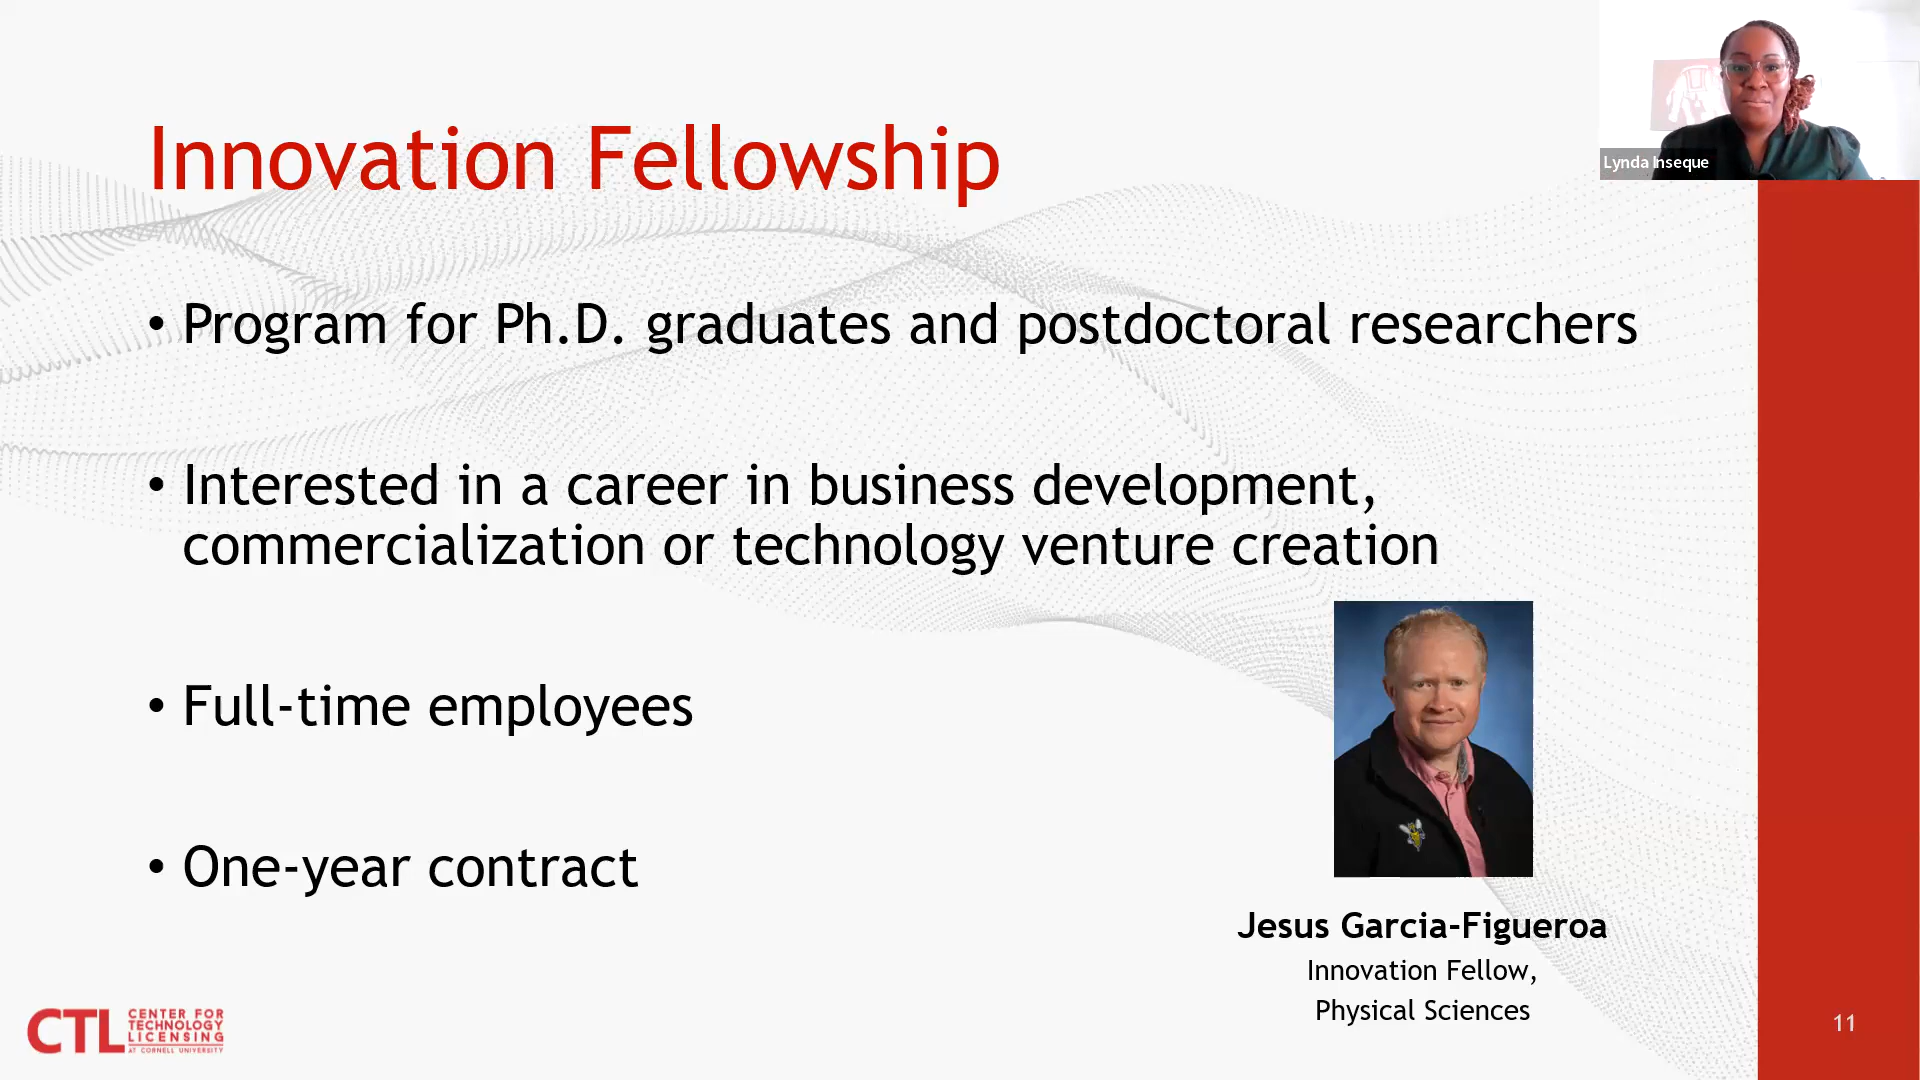 Innovation Fellowship
Lynda Inseque
• Program for Ph.D. graduates and postdoctoral researchers
• Interested in a career in business development,
commercialization or technology venture creation
• Full-time employees
• One-year contract
Jesus Garcia-Figueroa
Innovation Fellow,
Physical Sciences
CTL
CENTER FOR
TECHNOLOGY
LICENSING
AT CORNELL UNIVERSITY
11